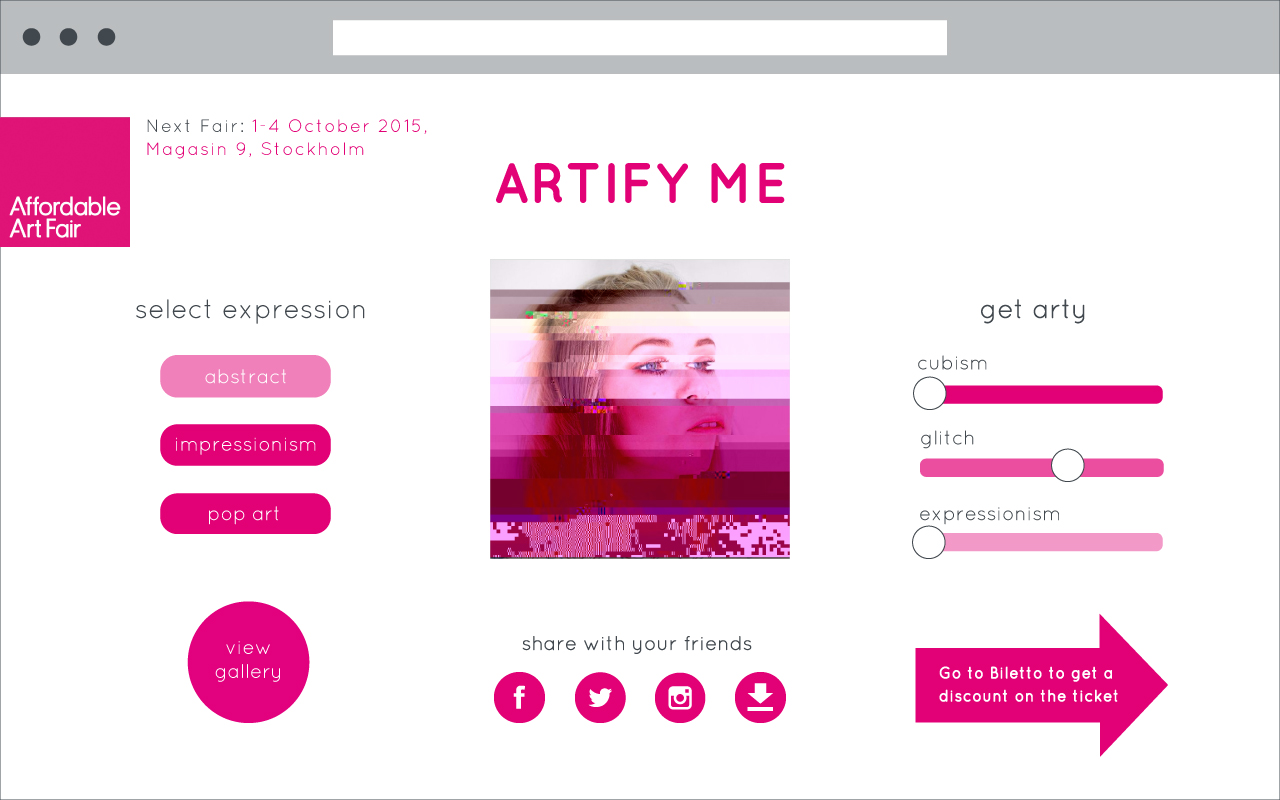 Next Fair: 1-4 October 2015,
Magasin 9, Stockholm
Affordable
Art Fair
ARTIFY ME
select expression
abstract
impressionism
pop art
view
gallery
share with your friends
get arty
cubism
glitch
expressionism
Go to Biletto to get a
discount on the ticket